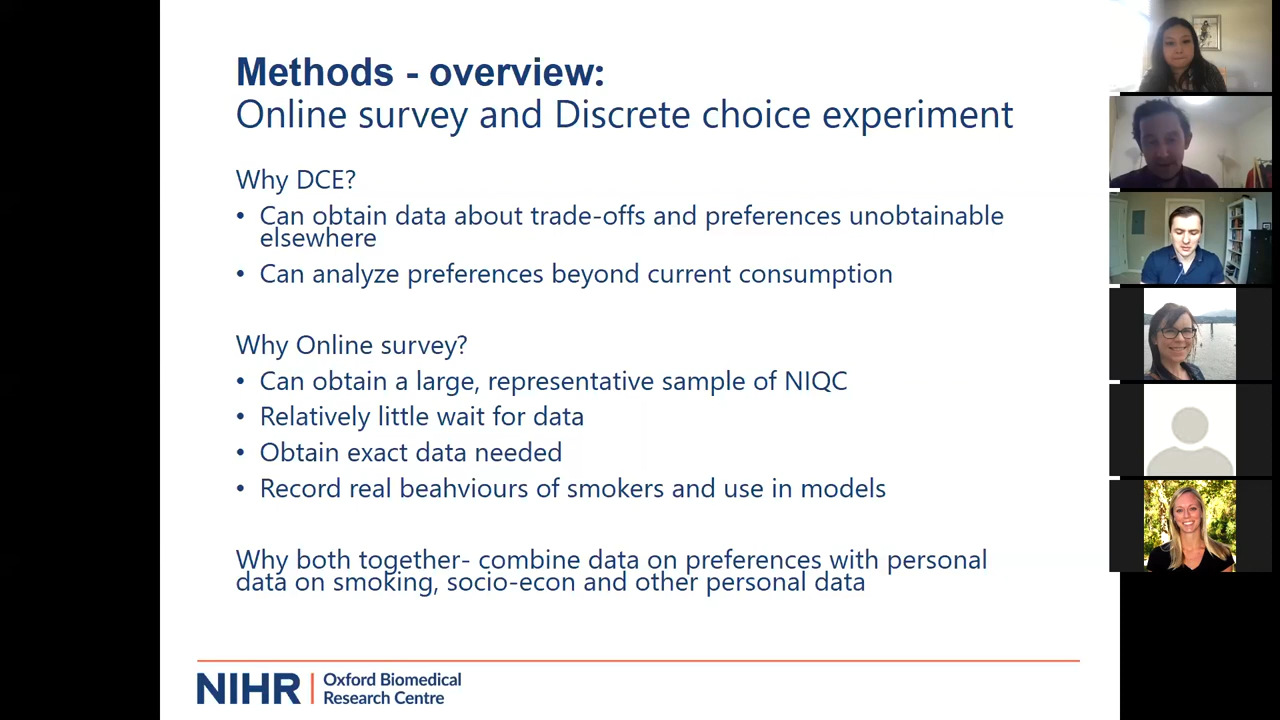 Methods - overview:
Online survey and Discrete choice experiment
Why DCE?
• Can obtain data about trade-offs and preferences unobtainable
elsewhere
• Can analyze preferences beyond current consumption
Why Online survey?
• Can obtain a large, representative sample of NIQC
• Relatively little wait for data
• Obtain exact data needed
• Record real beahviours of smokers and use in models
Why both together- combine data on preferences with personal
data on smoking, socio-econ and other personal data
NIHR | Oxford Biomedical
Research Centre